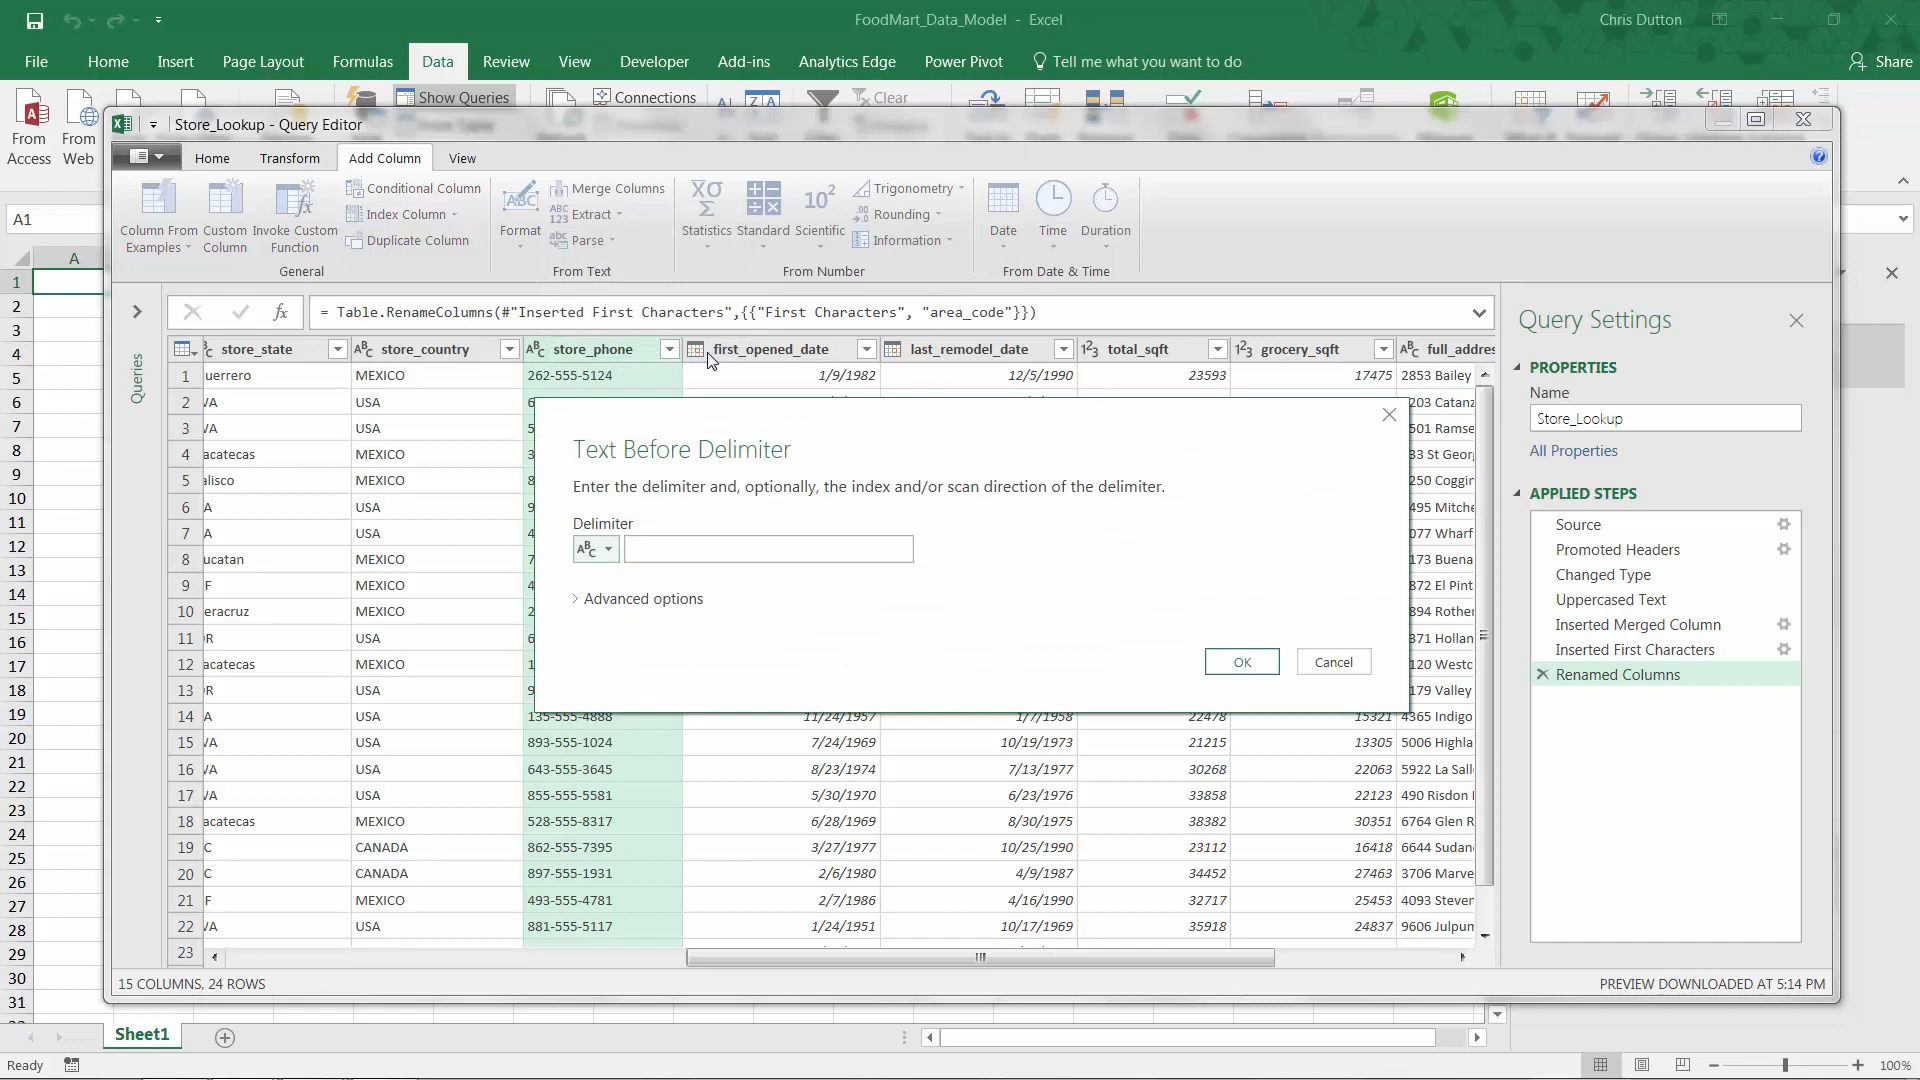 FoodMart_Data_Model - Excel
Chris Dutton
File Home Insert Page Layout Formulas Data Review View Developer Add-ins Analytics Edge Power Pivot Tell me what you want to do Share
From Access
From Web
Show Queries
Connections
Clear
Store_Lookup - Query Editor
Home Transform Add Column View
Column From Examples
Custom Column
Invoke Custom Function
Conditional Column
Index Column
Duplicate Column
General
Format
Merge Columns
Extract
Parse
From Text
Statistics
Standard
Scientific
Trigonometry
Rounding
Information
From Number
Date
Time
Duration
From Date & Time
A1
A
= Table.RenameColumns(#"Inserted First Characters",{{"First Characters", "area_code"}})
Queries
store_state store_country store_phone first_opened_date last_remodel_date total_sqft grocery_sqft full_addres
1 uerrero MEXICO 262-555-5124 1/9/1982 12/5/1990 23593 17475 2853 Bailey
2 USA
3 USA
4 acatecas MEXICO
5 alisco MEXICO
6 A USA
7 A USA
8 ucatan MEXICO
9 F MEXICO
10 eracruz MEXICO
11 USA
12 acatecas MEXICO
13 USA
14 A USA 135-555-4888 11/24/1957 1/7/1958 22478 15321 4365 Indigo
15 USA 893-555-1024 7/24/1969 10/19/1973 21215 13305 5006 Highla
16 USA 643-555-3645 8/23/1974 7/13/1977 30268 22063 5922 La Sall
17 USA 855-555-5581 5/30/1970 6/23/1976 33858 22123 490 Risdon
18 acatecas MEXICO 528-555-8317 6/28/1969 8/30/1975 38382 30351 6764 Glen
19 C CANADA 862-555-7395 3/27/1977 10/25/1990 23112 16418 6644 Sudan
20 C CANADA 897-555-1931 2/6/1980 4/9/1987 34452 27463 3706 Marve
21 F MEXICO 493-555-4781 2/7/1986 4/16/1990 32717 25453 4093 Steven
22 USA 881-555-5117 1/24/1951 10/17/1969 35918 24837 9606 Julpum
23
Text Before Delimiter
Enter the delimiter and, optionally, the index and/or scan direction of the delimiter.
Delimiter
Advanced options
OK Cancel
Query Settings
PROPERTIES
Name
Store_Lookup
All Properties
APPLIED STEPS
Source
Promoted Headers
Changed Type
Uppercased Text
Inserted Merged Column
Inserted First Characters
Renamed Columns
15 COLUMNS, 24 ROWS
PREVIEW DOWNLOADED AT 5:14 PM
Sheet1
Ready
100%